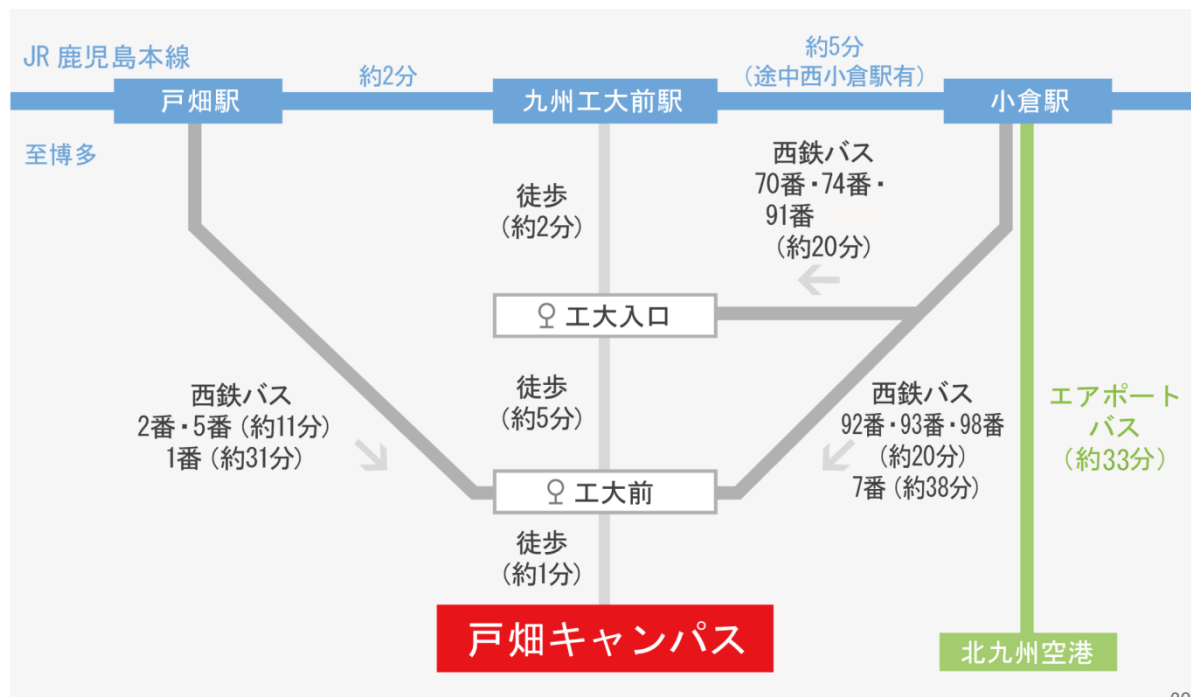 JR 鹿児島本線
約2分
約5分
(途中西小倉駅有)
戸畑駅
九州工大前駅
小倉駅
至博多
徒歩
(約2分)
西鉄バス
70番・74番・
91番
(約20分)
工大入口
徒歩
(約5分)
西鉄バス
2番・5番 (約11分)
1番 (約31分)
西鉄バス
92番・93番・98番
(約20分)
7番 (約38分)
エアポート
バス
(約33分)
工大前
徒歩
(約1分)
戸畑キャンパス
北九州空港